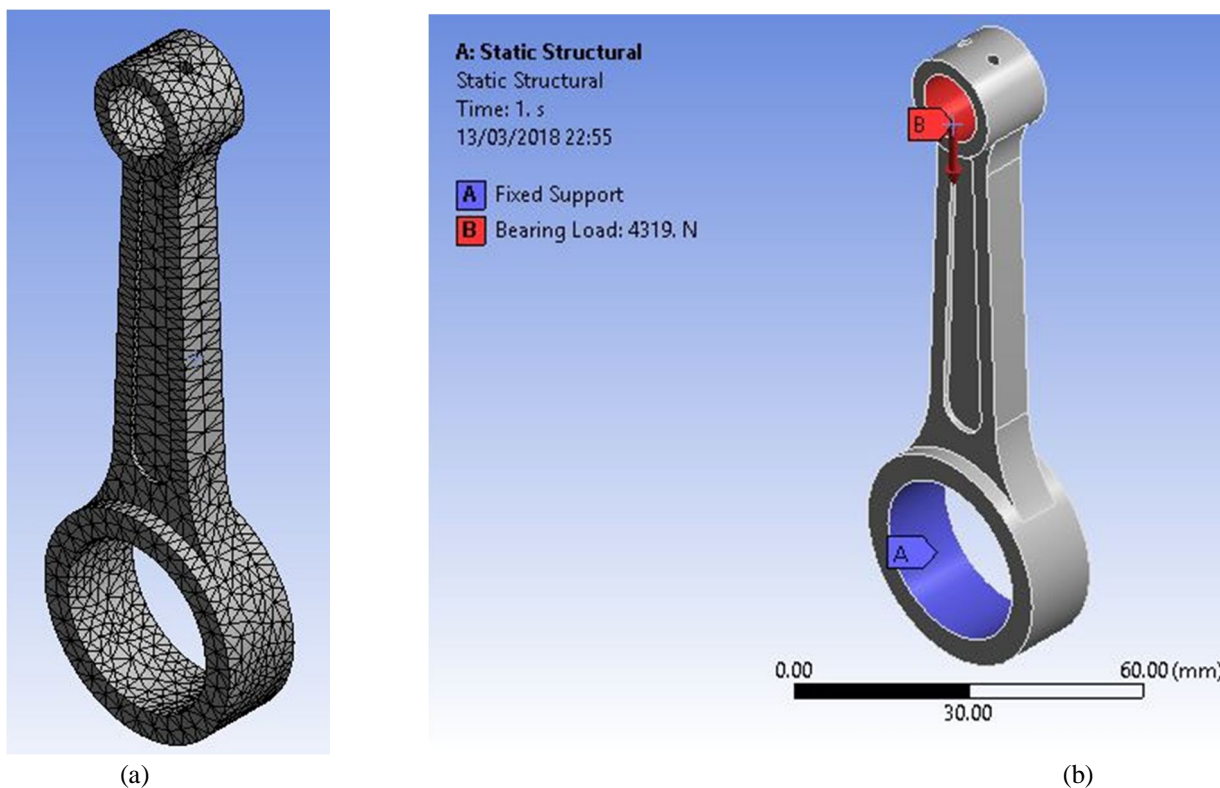 A: Static Structural
Static Structural
Time: 1. s
13/03/2018 22:55
A Fixed Support
B Bearing Load: 4319. N
B
A
0.00 60.00 (mm)
30.00
(a) (b)